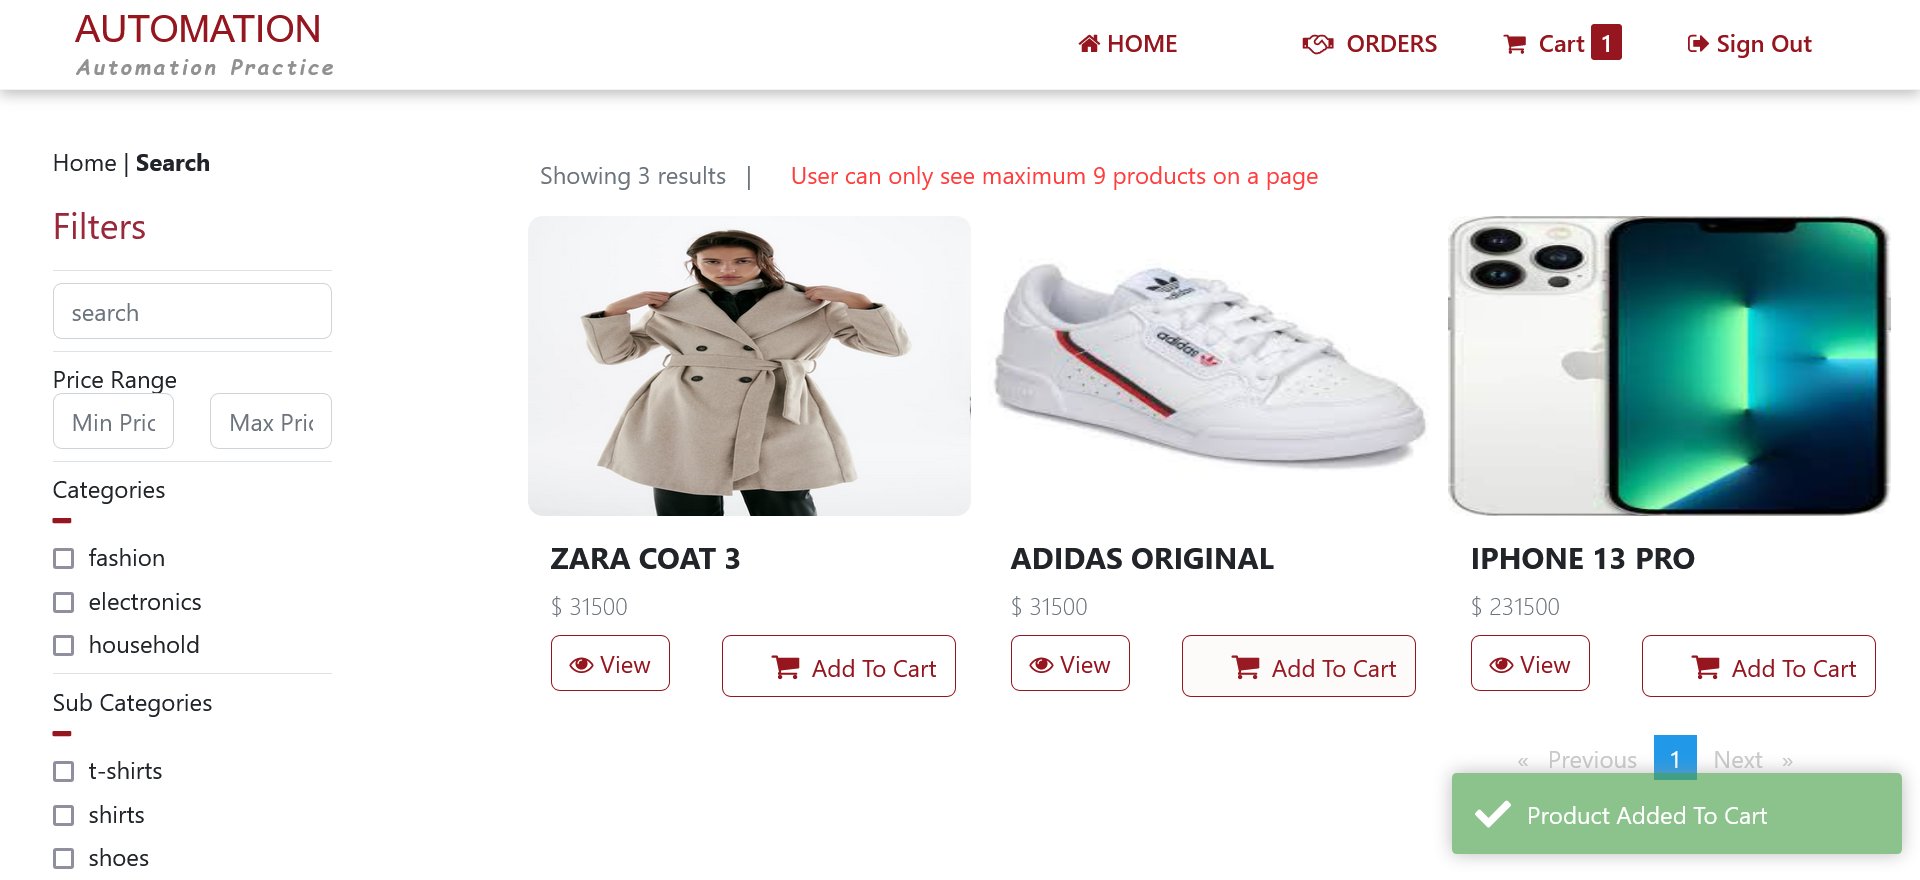 AUTOMATION
Automation Practice
HOME
ORDERS
Cart 1
Sign Out
Home | Search
Filters
search
Price Range
Min Pric
Max Pric
Categories
fashion
electronics
household
Sub Categories
t-shirts
shirts
shoes
Showing 3 results |
User can only see maximum 9 products on a page
adidas
adidas
ZARA COAT 3
$ 31500
View
Add To Cart
ADIDAS ORIGINAL
$ 31500
View
Add To Cart
IPHONE 13 PRO
$ 231500
View
Add To Cart
« Previous 1 Next »
Product Added To Cart